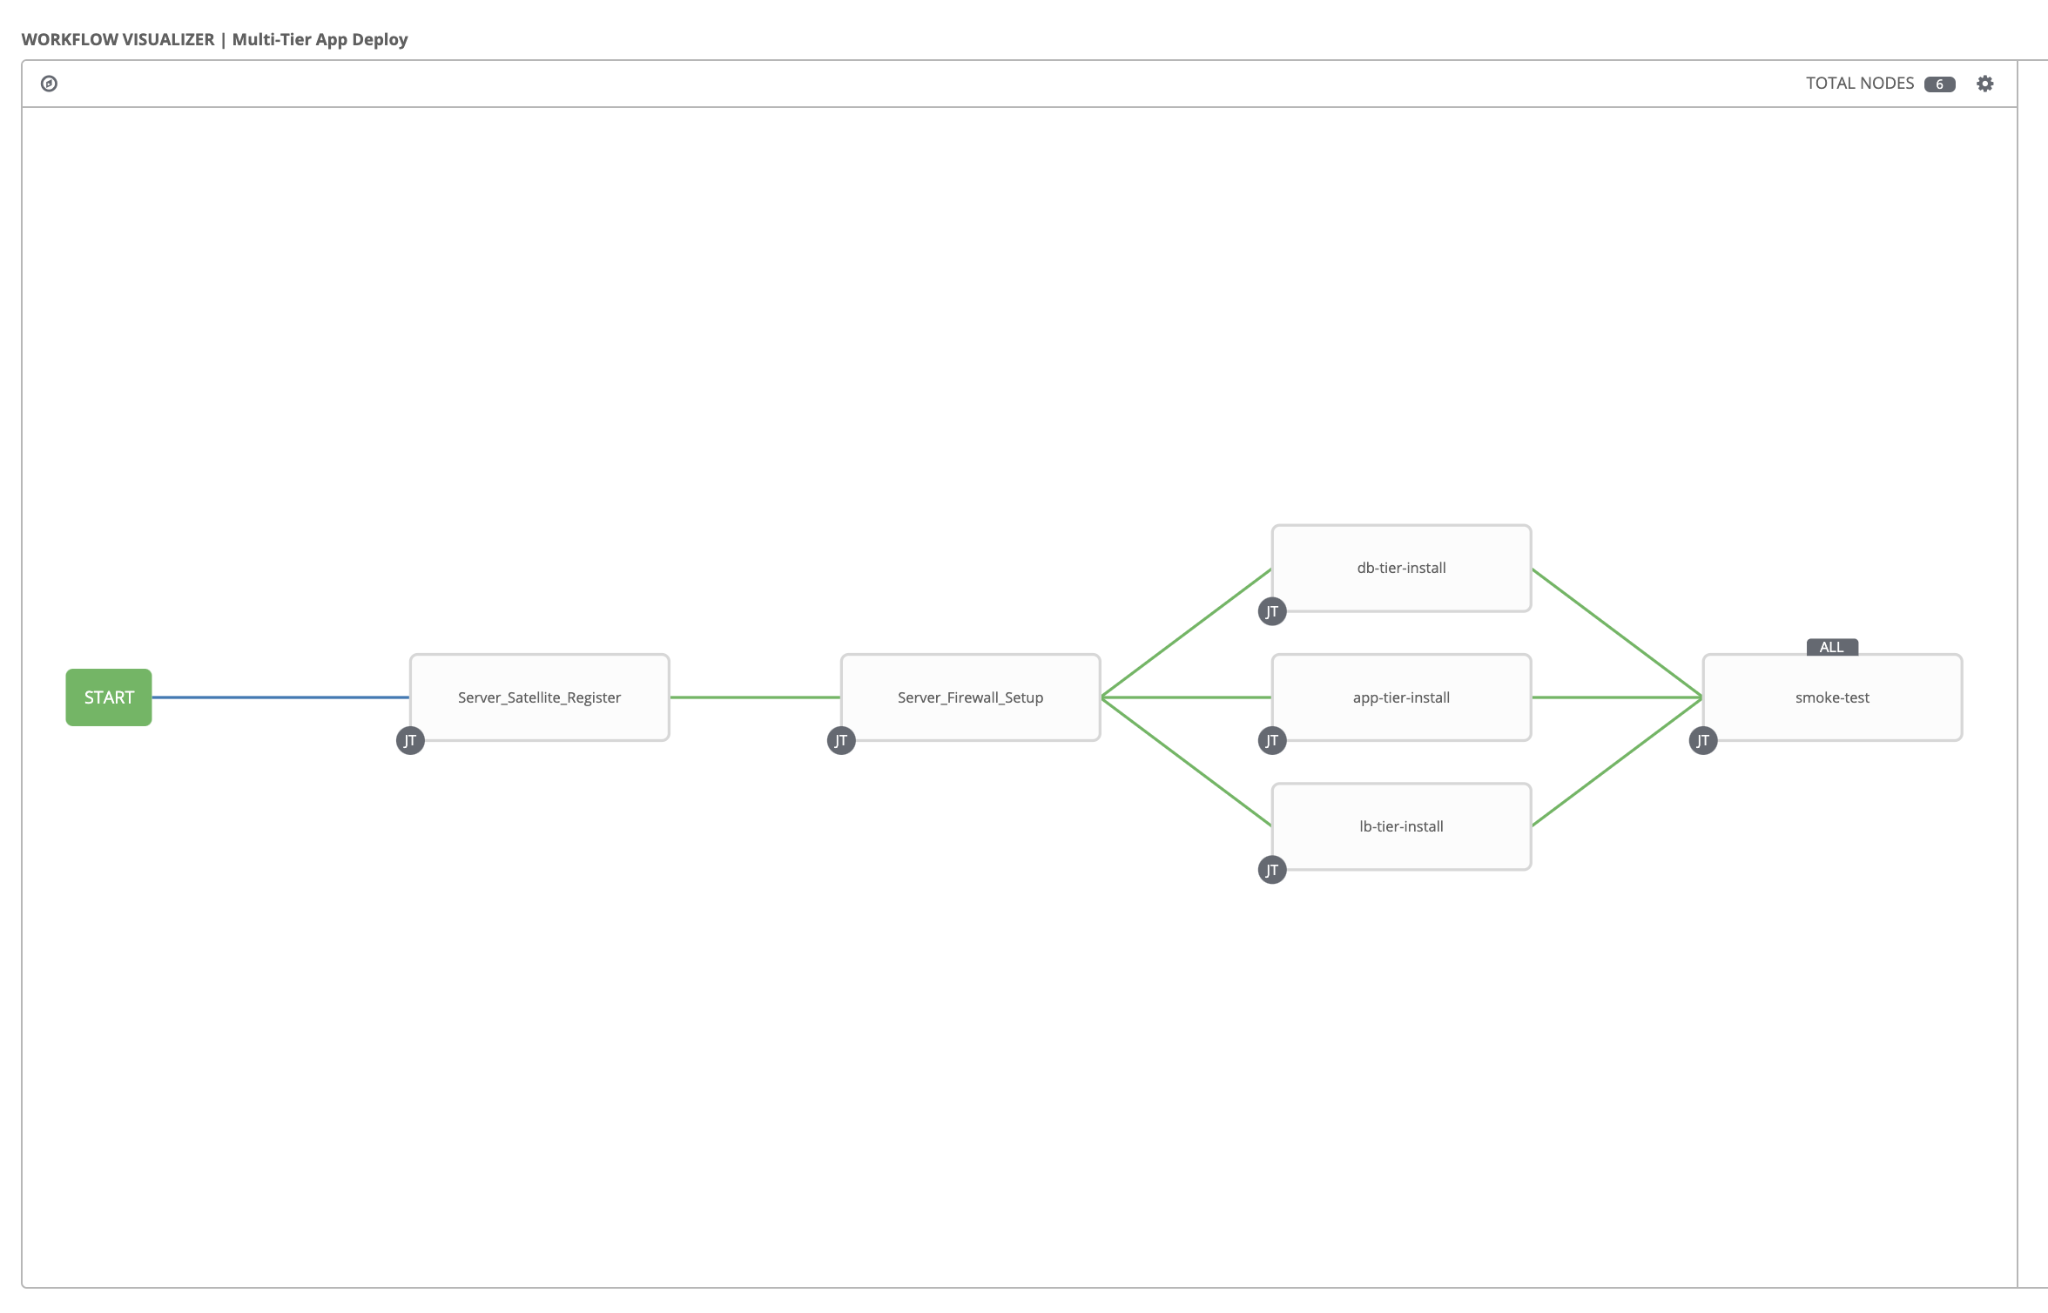 WORKFLOW VISUALIZER | Multi-Tier App Deploy
TOTAL NODES 6
db-tier-install
JT
ALL
START
Server_Satellite_Register
Server_Firewall_Setup
app-tier-install
smoke-test
JT
JT
JT
JT
lb-tier-install
JT